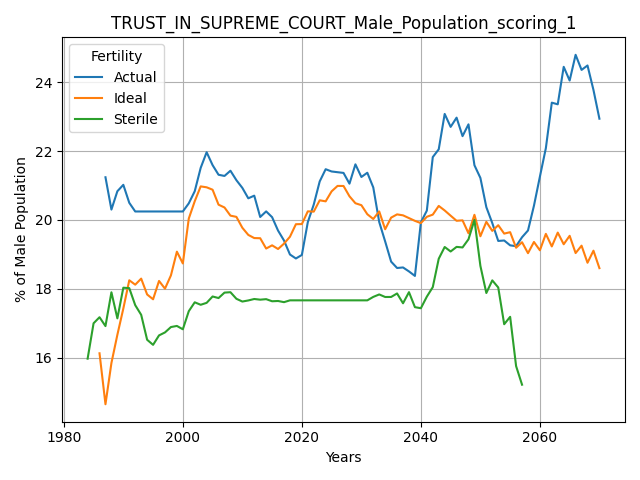 TRUST_IN_SUPREME_COURT_Male_Population_scoring_1
Fertility
Actual
Ideal
Sterile
% of Male Population
24
22
20
18
16
1980
2000
2020
2040
2060
Years